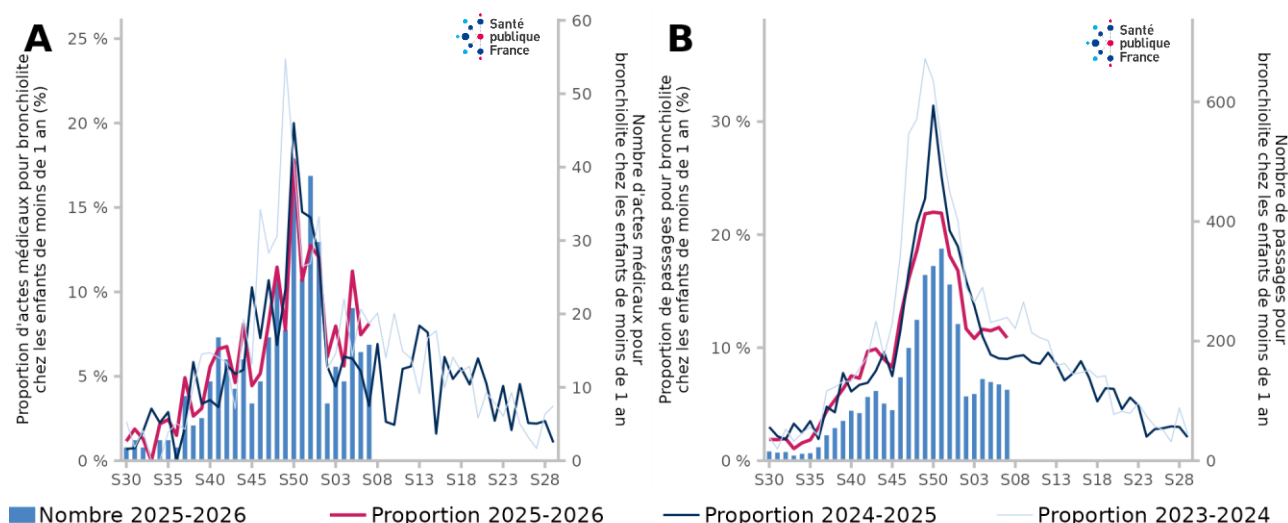 A
Santé
publique
France
Proportion d'actes médicaux pour bronchiolite
chez les enfants de moins de 1 an (%)
25 %
20 %
15 %
10 %
5 %
0 %
60
50
40
30
20
10
0
Nombre d'actes médicaux pour
bronchiolite chez les enfants de moins de 1 an
S30
S35
S40
S45
S50
S03
S08
S13
S18
S23
S28
B
Santé
publique
France
Proportion de passages pour bronchiolite
chez les enfants de moins de 1 an (%)
30 %
20 %
10 %
0 %
600
400
200
0
Nombre de passages pour
bronchiolite chez les enfants de moins de 1 an
S30
S35
S40
S45
S50
S03
S08
S13
S18
S23
S28
Nombre 2025-2026
Proportion 2025-2026
Proportion 2024-2025
Proportion 2023-2024